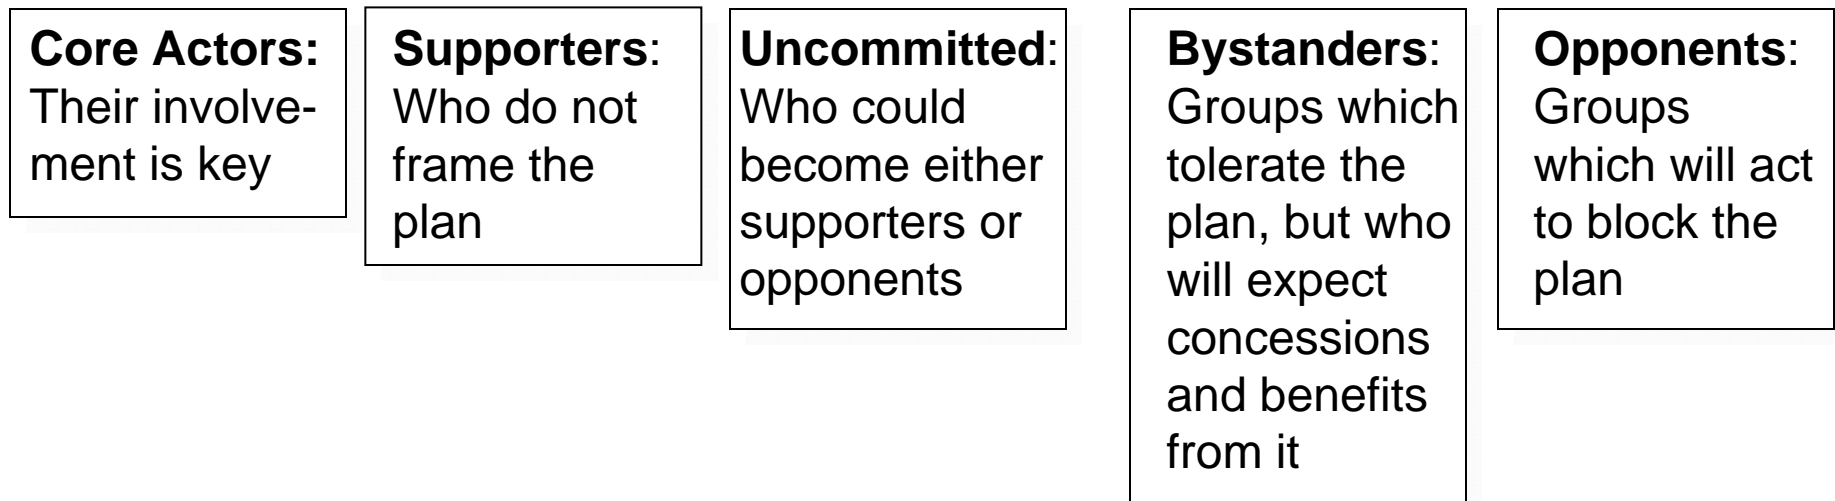 Core Actors:
Their involve-
ment is key
Supporters:
Who do not
frame the
plan
Uncommitted:
Who could
become either
supporters or
opponents
Bystanders:
Groups which
tolerate the
plan, but who
will expect
concessions
and benefits
from it
Opponents:
Groups
which will act
to block the
plan